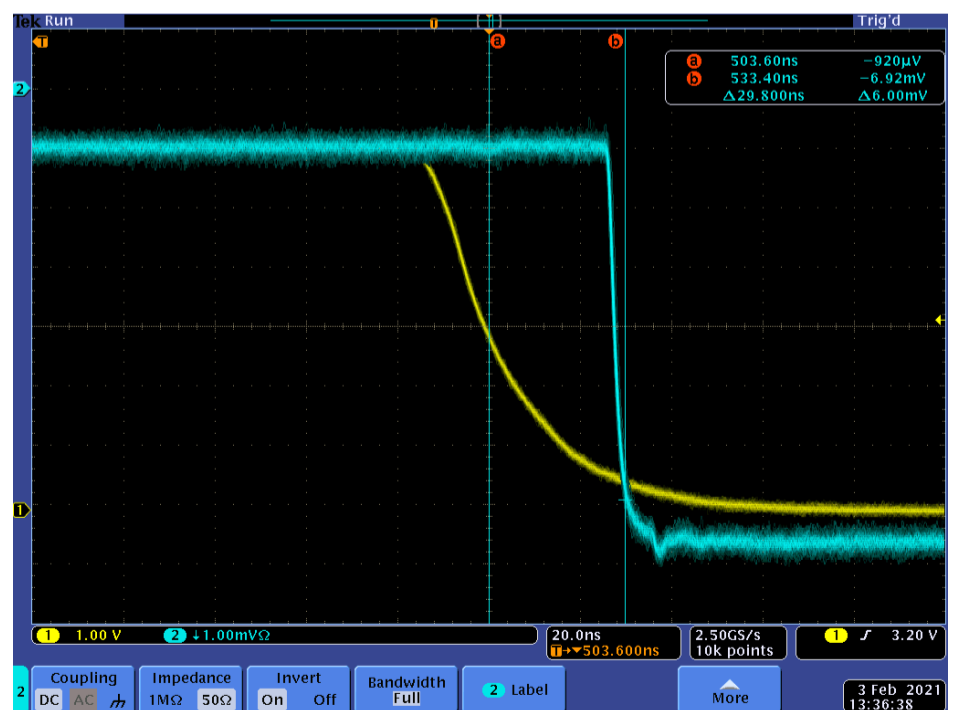 Tek Run Trig'd
T
a b
a 503.60ns −920µV
b 533.40ns −6.92mV
Δ29.800ns Δ6.00mV
2
1
1 1.00 V 2 ↓1.00mVΩ 20.0ns 2.50GS/s 1 3.20 V
T→▼503.600ns 10k points
Coupling Impedance Invert Bandwidth 2 Label More
2 DC AC 1MΩ 50Ω On Off Full
3 Feb 2021
13:36:38